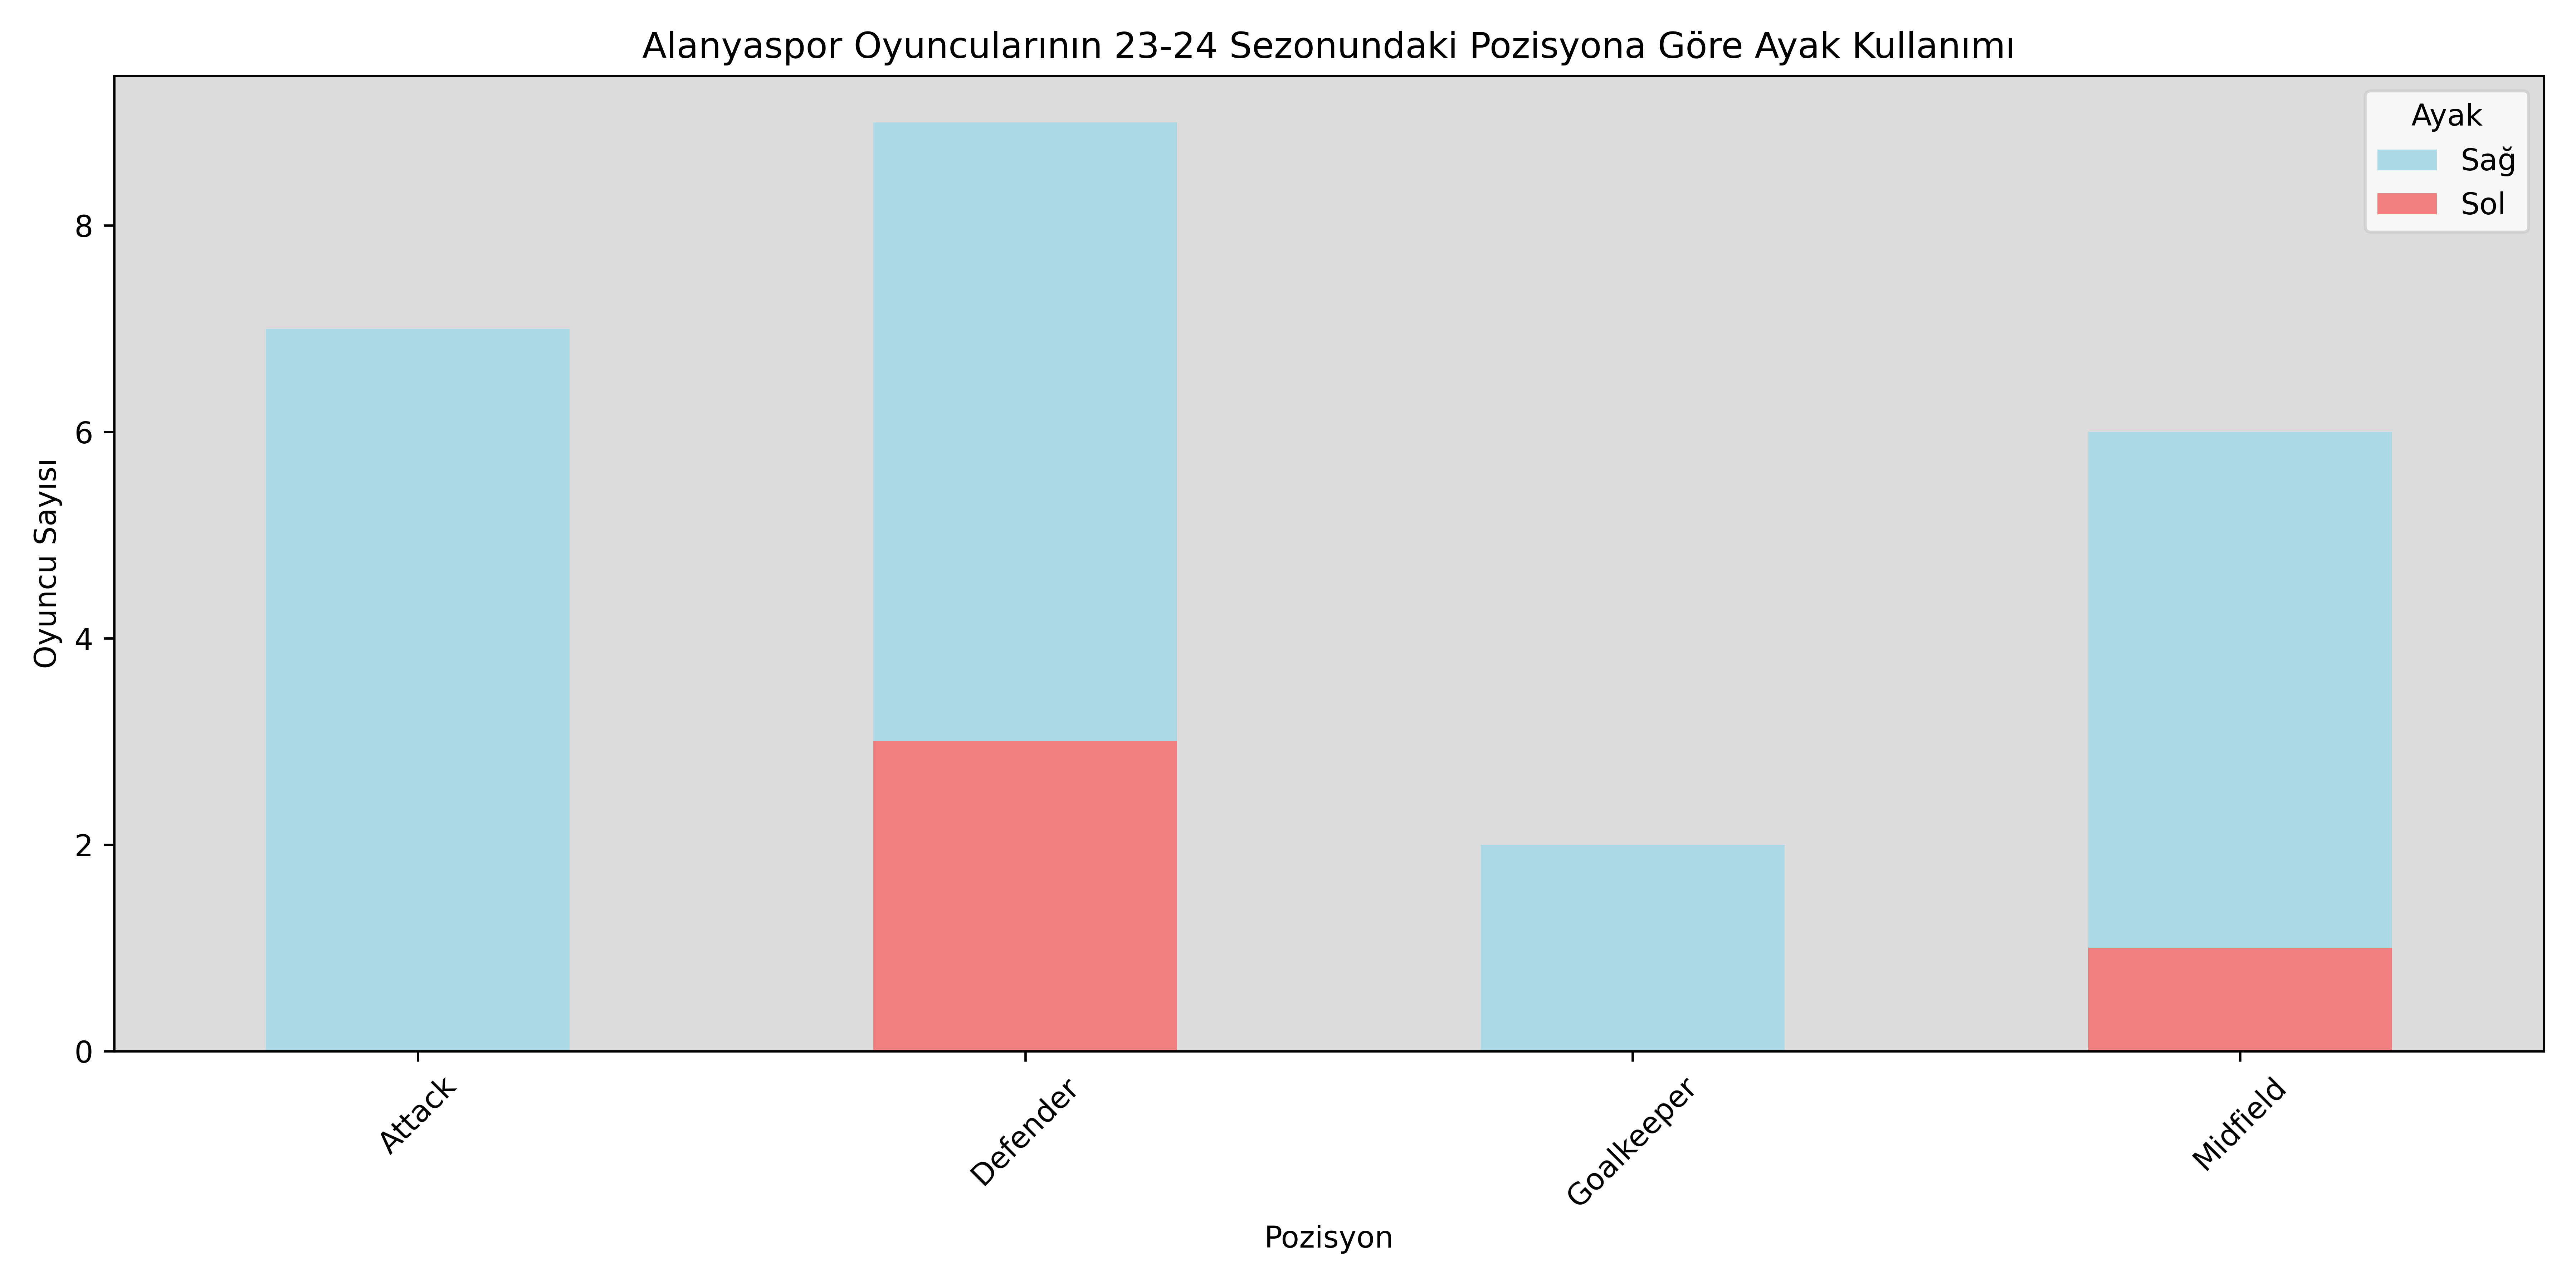 Alanyaspor Oyuncularının 23-24 Sezonundaki Pozisyona Göre Ayak Kullanımı
Ayak
Sağ
Sol
Oyuncu Sayısı
8
6
4
2
0
Attack
Defender
Goalkeeper
Midfield
Pozisyon